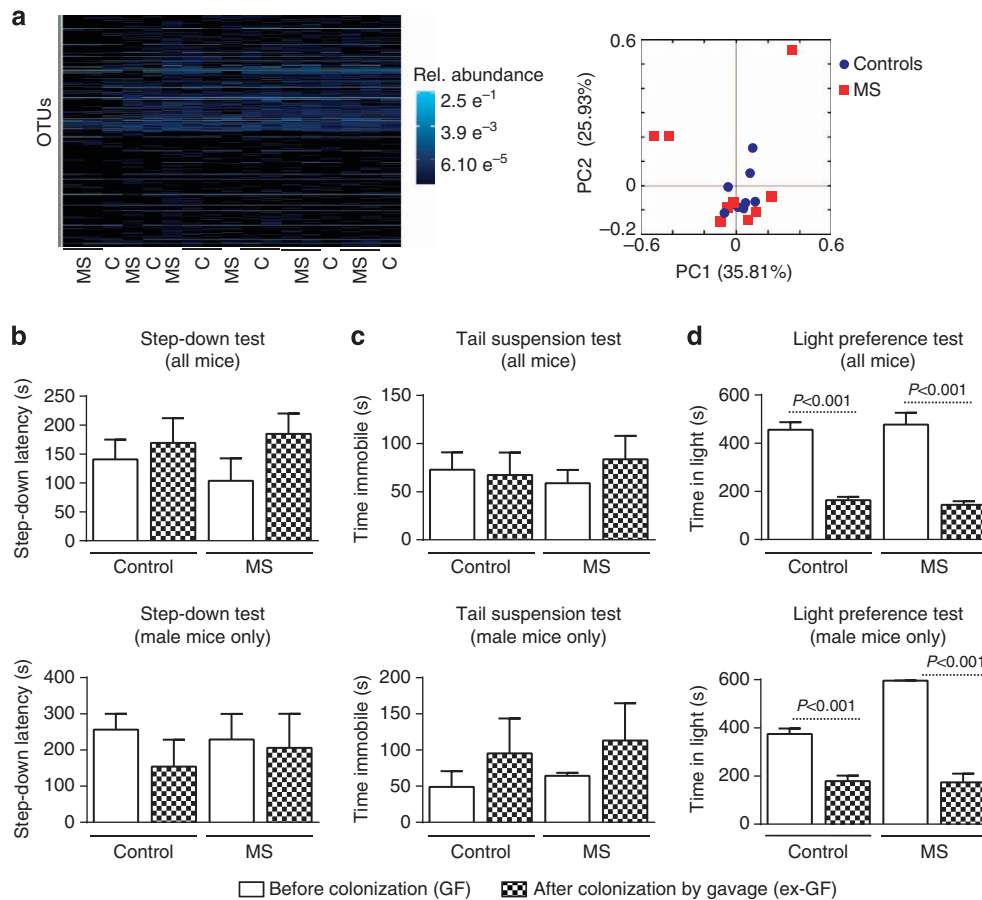 a
OTUs
Rel. abundance
2.5 e–1
3.9 e–3
6.10 e–5
MS
C
MS
C
MS
C
MS
C
MS
C
MS
C
0.6
0
–0.2
–0.6
0
0.6
PC2 (25.93%)
PC1 (35.81%)
Controls
MS
b
Step-down test
(all mice)
Step-down latency (s)
250
200
150
100
50
0
Control
MS
c
Tail suspension test
(all mice)
Time immobile (s)
150
100
50
0
Control
MS
d
Light preference test
(all mice)
Time in light (s)
600
400
200
0
P<0.001
P<0.001
Control
MS
Step-down test
(male mice only)
Step-down latency (s)
400
300
200
100
0
Control
MS
Tail suspension test
(male mice only)
Time immobile (s)
200
150
100
50
0
Control
MS
Light preference test
(male mice only)
Time in light (s)
600
400
200
0
P<0.001
P<0.001
Control
MS
Before colonization (GF)
After colonization by gavage (ex-GF)